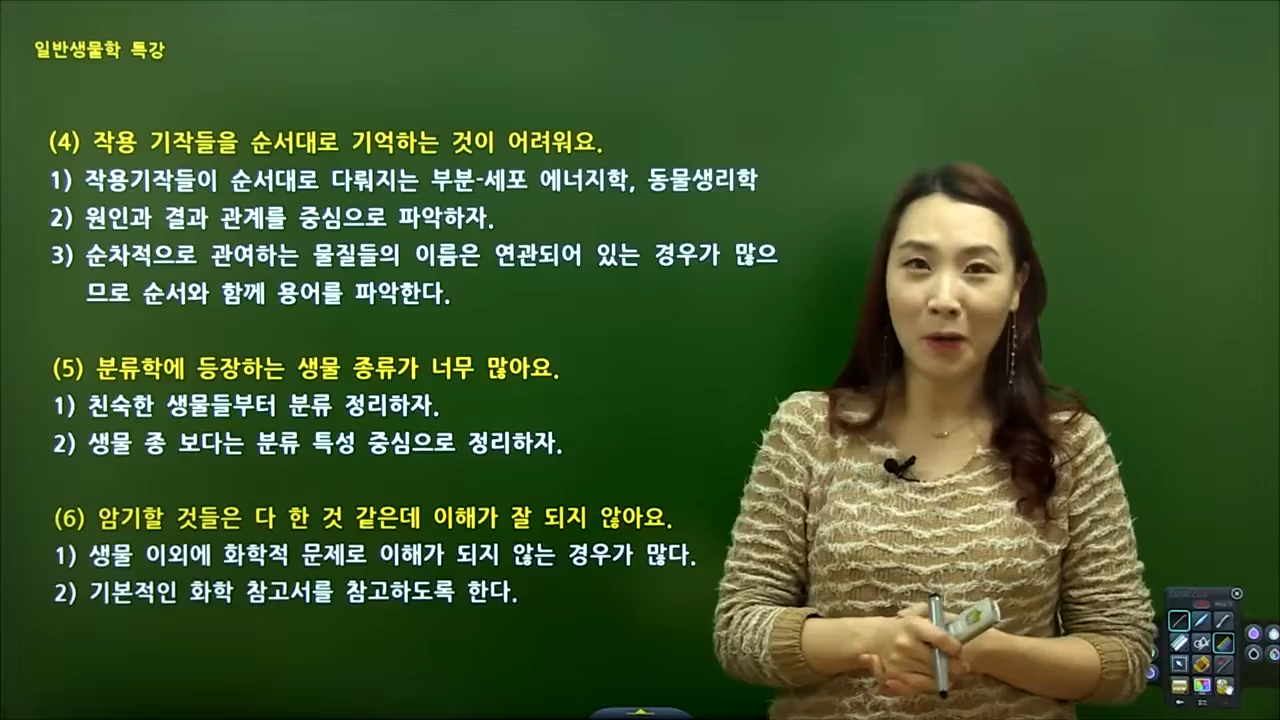 일반생물학 특강
(4) 작용 기작들을 순서대로 기억하는 것이 어려워요.
1) 작용기작들이 순서대로 다뤄지는 부분-세포 에너지학, 동물생리학
2) 원인과 결과 관계를 중심으로 파악하자.
3) 순차적으로 관여하는 물질들의 이름은 연관되어 있는 경우가 많으
므로 순서와 함께 용어를 파악한다.
(5) 분류학에 등장하는 생물 종류가 너무 많아요.
1) 친숙한 생물들부터 분류 정리하자.
2) 생물 종 보다는 분류 특성 중심으로 정리하자.
(6) 암기할 것들은 다 한 것 같은데 이해가 잘 되지 않아요.
1) 생물 이외에 화학적 문제로 이해가 되지 않는 경우가 많다.
2) 기본적인 화학 참고서를 참고하도록 한다.